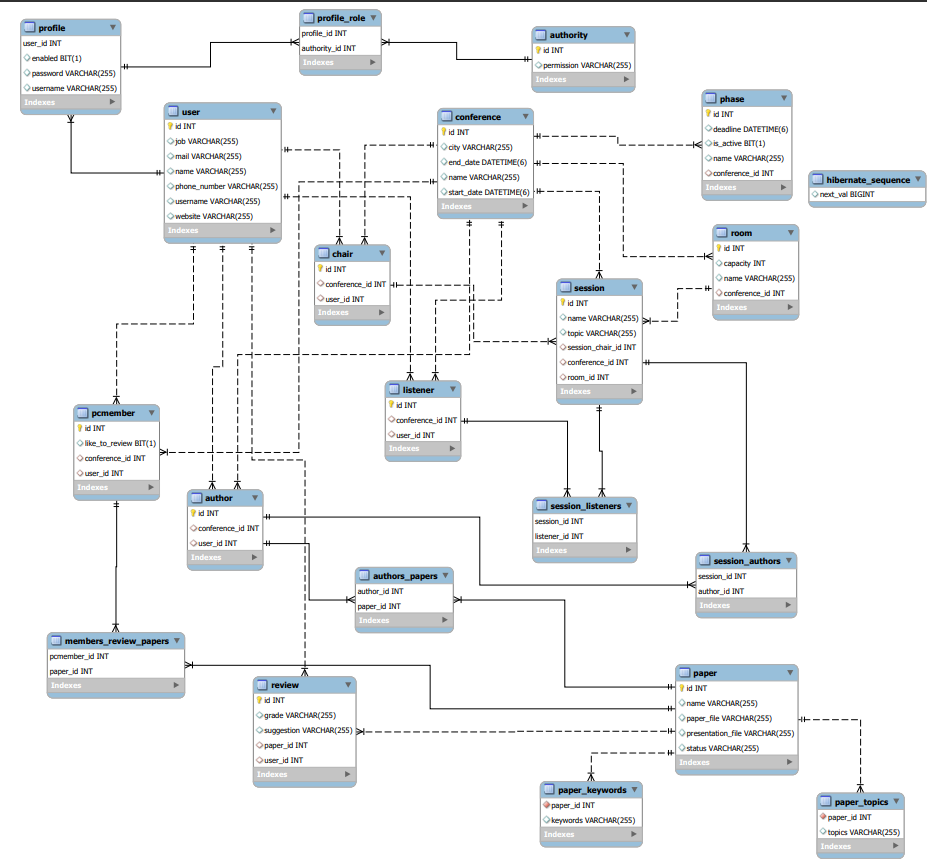 profile
user_id INT
enabled BIT(1)
password VARCHAR(255)
username VARCHAR(255)
Indexes
profile_role
profile_id INT
authority_id INT
Indexes
authority
id INT
permission VARCHAR(255)
Indexes
user
id INT
job VARCHAR(255)
mail VARCHAR(255)
name VARCHAR(255)
phone_number VARCHAR(255)
username VARCHAR(255)
website VARCHAR(255)
Indexes
conference
id INT
city VARCHAR(255)
end_date DATETIME(6)
name VARCHAR(255)
start_date DATETIME(6)
Indexes
phase
id INT
deadline DATETIME(6)
is_active BIT(1)
name VARCHAR(255)
conference_id INT
Indexes
hibernate_sequence
next_val BIGINT
room
id INT
capacity INT
name VARCHAR(255)
conference_id INT
Indexes
chair
id INT
conference_id INT
user_id INT
Indexes
session
id INT
name VARCHAR(255)
topic VARCHAR(255)
session_chair_id INT
conference_id INT
room_id INT
Indexes
listener
id INT
conference_id INT
user_id INT
Indexes
pcmember
id INT
like_to_review BIT(1)
conference_id INT
user_id INT
Indexes
author
id INT
conference_id INT
user_id INT
Indexes
session_listeners
session_id INT
listener_id INT
Indexes
session_authors
session_id INT
author_id INT
Indexes
authors_papers
author_id INT
paper_id INT
Indexes
members_review_papers
pcmember_id INT
paper_id INT
Indexes
review
id INT
grade VARCHAR(255)
suggestion VARCHAR(255)
paper_id INT
user_id INT
Indexes
paper
id INT
name VARCHAR(255)
paper_file VARCHAR(255)
presentation_file VARCHAR(255)
status VARCHAR(255)
Indexes
paper_keywords
paper_id INT
keywords VARCHAR(255)
Indexes
paper_topics
paper_id INT
topics VARCHAR(255)
Indexes